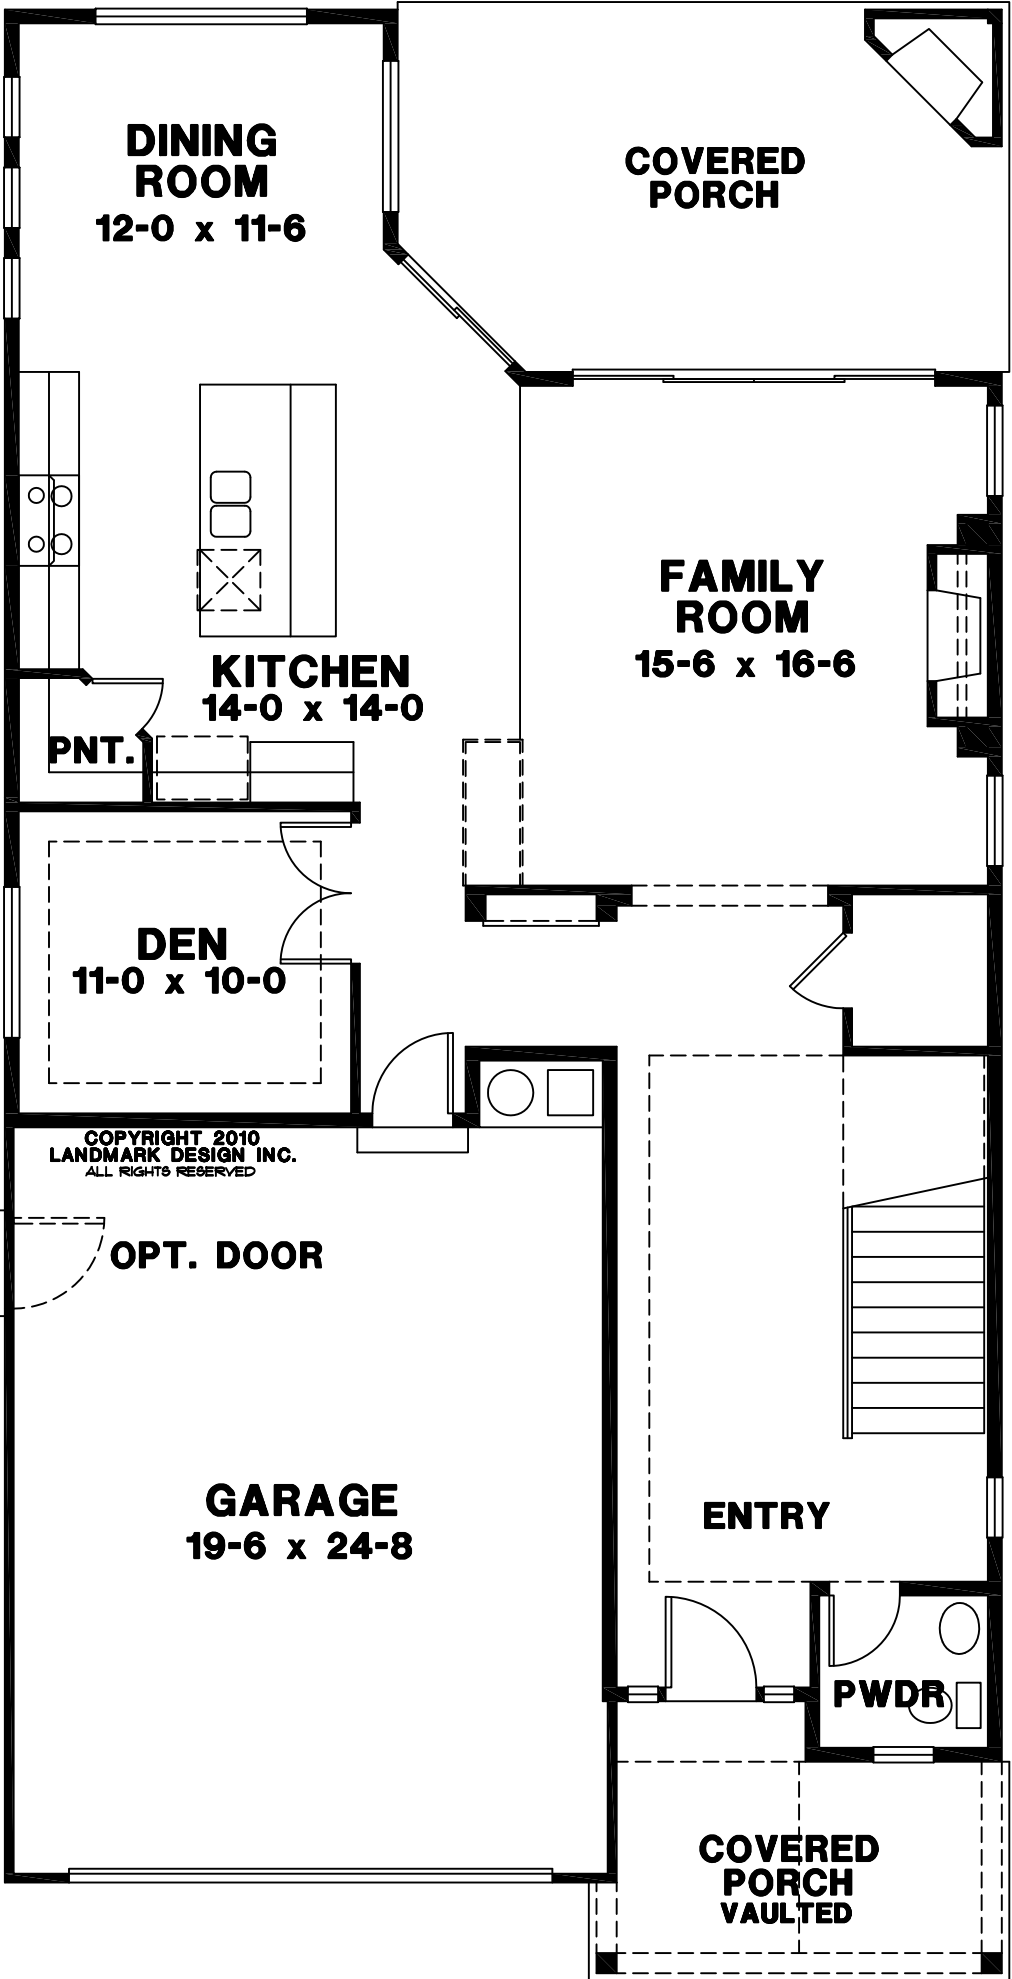 DINING
ROOM
12-0 x 11-6
COVERED
PORCH
FAMILY
ROOM
15-6 x 16-6
KITCHEN
14-0 x 14-0
PNT.
DEN
11-0 x 10-0
COPYRIGHT 2010
LANDMARK DESIGN INC.
ALL RIGHTS RESERVED
OPT. DOOR
GARAGE
19-6 x 24-8
ENTRY
PWDR
COVERED
PORCH
VAULTED